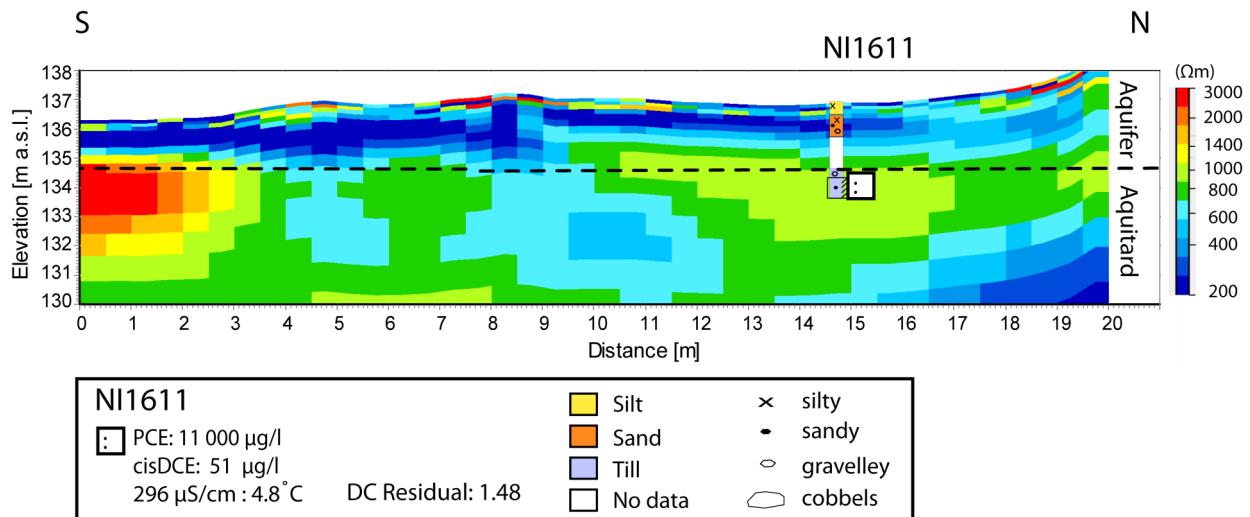 S
N
NI1611
138
137
136
135
134
133
132
131
130
Elevation [m a.s.l.]
0 1 2 3 4 5 6 7 8 9 10 11 12 13 14 15 16 17 18 19 20
Distance [m]
Aquifer
Aquitard
(Ωm)
3000
2000
1400
1000
800
600
400
200
NI1611
PCE: 11 000 µg/l
cisDCE: 51 µg/l
296 µS/cm : 4.8°C
DC Residual: 1.48
Silt
Sand
Till
No data
silty
sandy
gravelley
cobbels